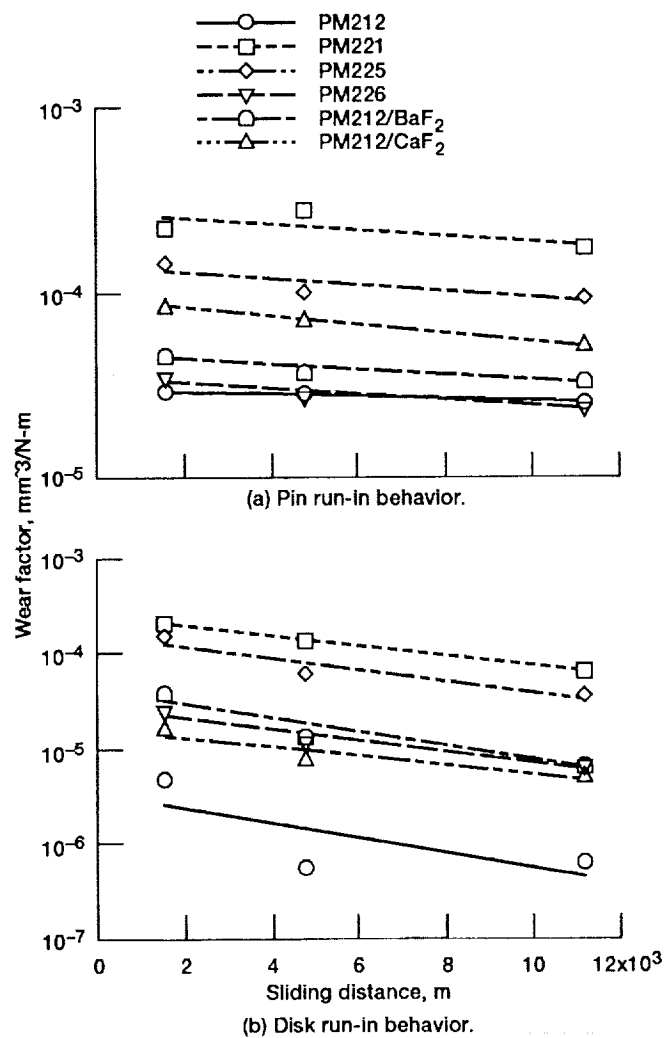 PM212
PM221
PM225
PM226
PM212/BaF₂
PM212/CaF₂
10⁻³
10⁻⁴
10⁻⁵
(a) Pin run-in behavior.
Wear factor, mm^3/N-m
10⁻³
10⁻⁴
10⁻⁵
10⁻⁶
10⁻⁷
0 2 4 6 8 10 12x10³
Sliding distance, m
(b) Disk run-in behavior.